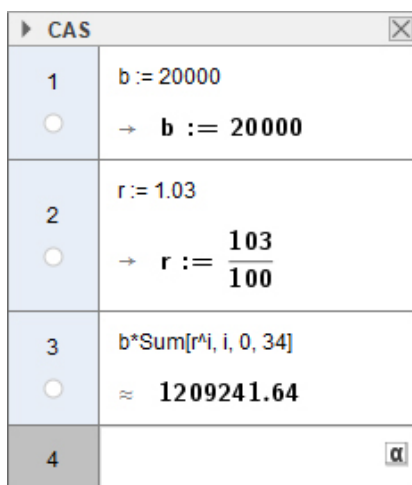 CAS
1
b := 20000
→ b := 20000
2
r := 1.03
→ r := 103/100
3
b*Sum[r^i, i, 0, 34]
≈ 1209241.64
4
α